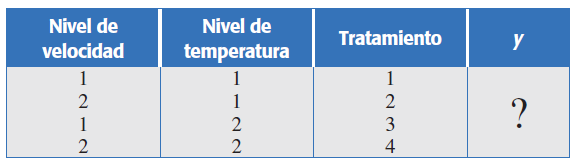 Nivel de velocidad Nivel de temperatura Tratamiento y
1 1 1
2 1 2
1 2 3
2 2 4
?